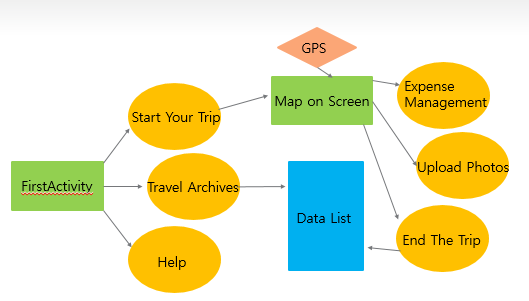 GPS
Map on Screen
Expense
Management
Start Your Trip
Upload Photos
FirstActivity
Travel Archives
Data List
End The Trip
Help